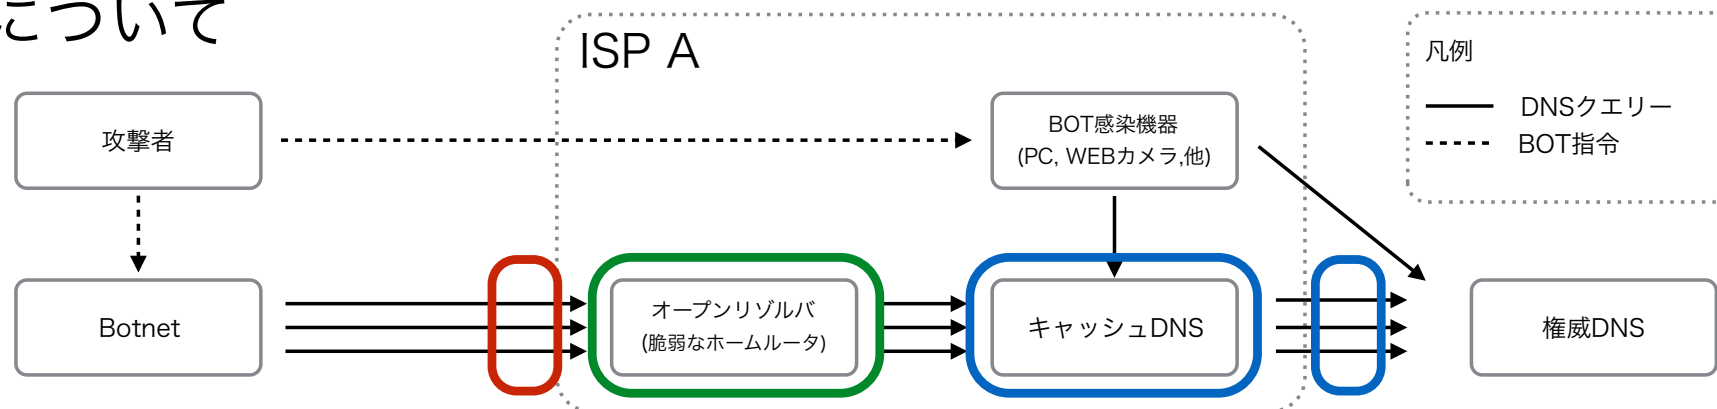 について
ISP A
凡例
DNSクエリー
BOT指令
攻撃者
BOT感染機器
(PC, WEBカメラ,他)
Botnet
オープンリゾルバ
(脆弱なホームルータ)
キャッシュDNS
権威DNS